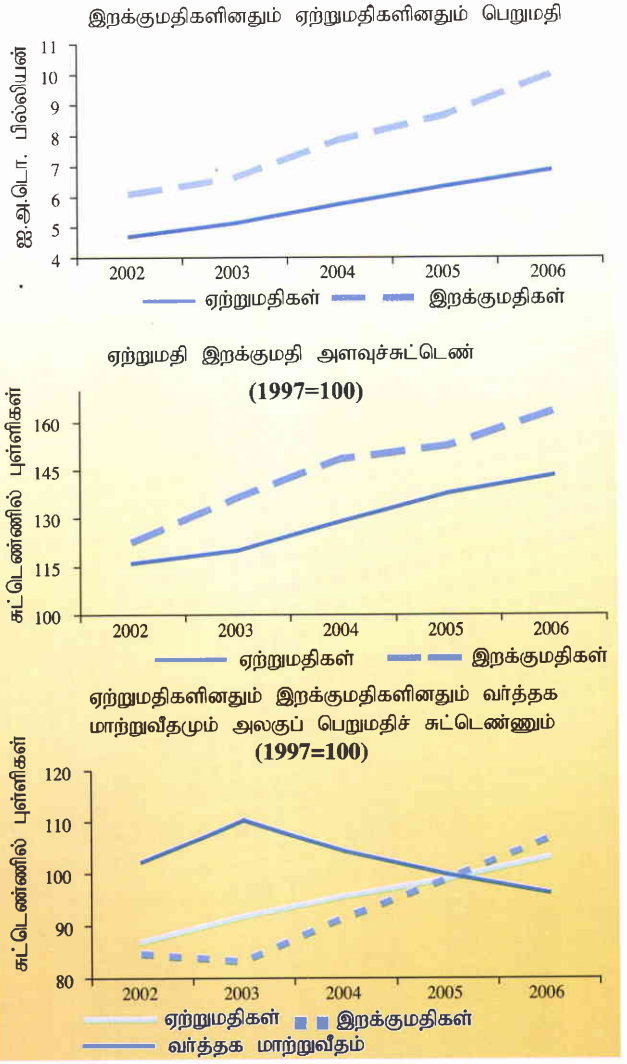 இறக்குமதிகளினதும் ஏற்றுமதிகளினதும் பெறுமதி
ஐ.அ.டொ. பில்லியன்
11
10
9
8
7
6
5
4
2002 2003 2004 2005 2006
ஏற்றுமதிகள் இறக்குமதிகள்
ஏற்றுமதி இறக்குமதி அளவுச்சுட்டெண்
(1997=100)
சுட்டெண்ணில் புள்ளிகள்
160
145
130
115
100
2002 2003 2004 2005 2006
ஏற்றுமதிகள் இறக்குமதிகள்
ஏற்றுமதிகளினதும் இறக்குமதிகளினதும் வர்த்தக
மாற்றுவீதமும் அலகுப் பெறுமதிச் சுட்டெண்ணும்
(1997=100)
சுட்டெண்ணில் புள்ளிகள்
120
110
100
90
80
2002 2003 2004 2005 2006
ஏற்றுமதிகள் இறக்குமதிகள்
வர்த்தக மாற்றுவீதம்